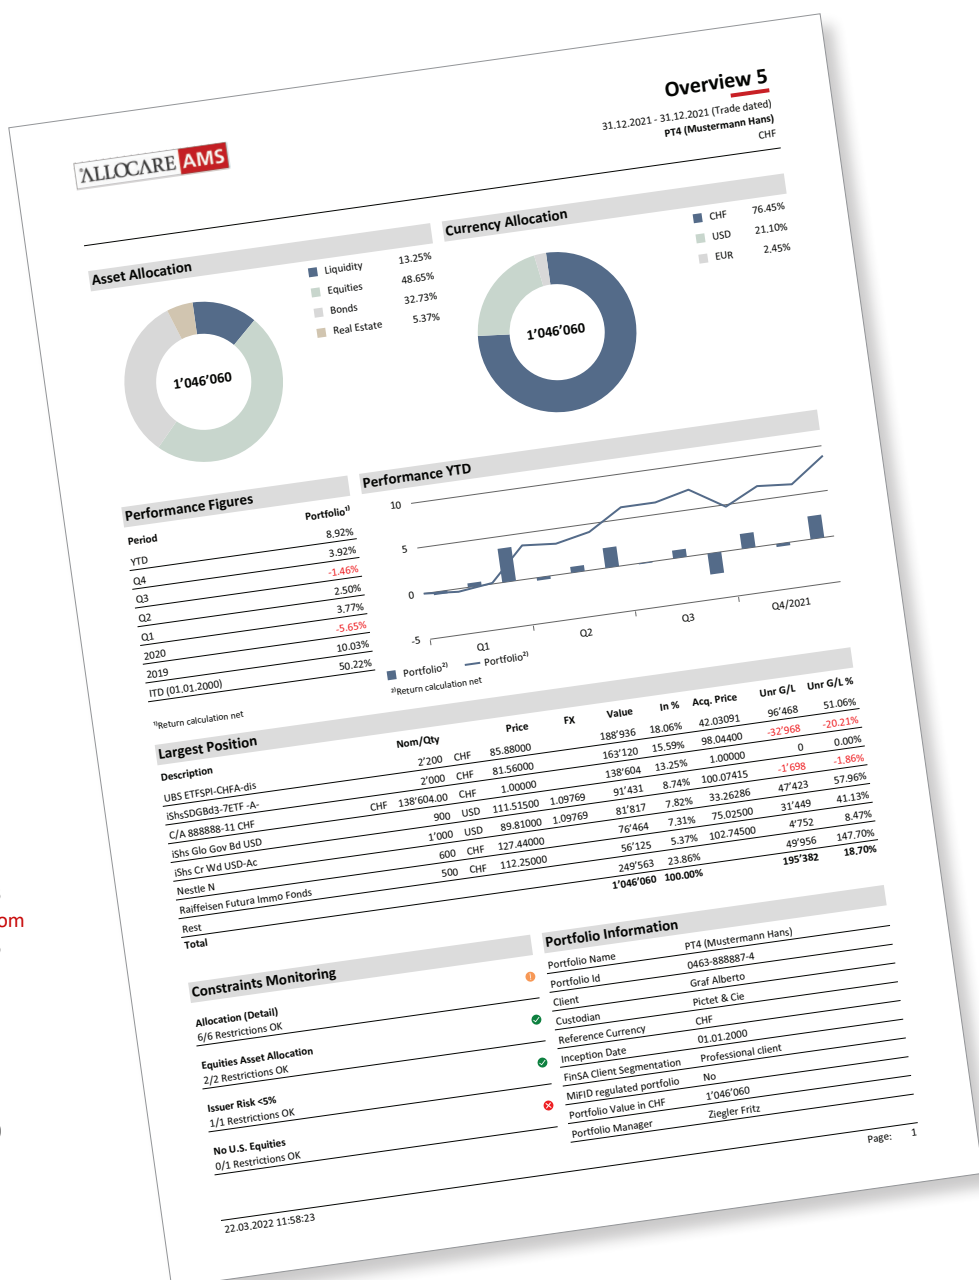 Overview 5
31.12.2021 - 31.12.2021 (Trade dated)
PT4 (Mustermann Hans)
CHF
ALLOCARE AMS
Asset Allocation
Liquidity 13.25%
Equities 48.65%
Bonds 32.73%
Real Estate 5.37%
1'046'060
Currency Allocation
CHF 76.45%
USD 21.10%
EUR 2.45%
1'046'060
Performance Figures
Period Portfolio¹⁾
YTD 8.92%
Q4 3.92%
Q3 -1.46%
Q2 2.50%
Q1 3.77%
2020 -5.65%
2019 10.03%
ITD (01.01.2000) 50.22%
¹⁾Return calculation net
Performance YTD
10
5
0
-5
Q1 Q2 Q3 Q4/2021
Portfolio²⁾ Portfolio²⁾
²⁾Return calculation net
Largest Position
Description Nom/Qty Price FX Value In % Acq. Price Unr G/L Unr G/L %
UBS ETFSPI-CHFA-dis 2'200 CHF 85.88000 188'936 18.06% 42.03091 96'468 51.06%
iShsSDGBd3-7ETF -A- 2'000 CHF 81.56000 163'120 15.59% 98.04400 -32'968 -20.21%
C/A 888888-11 CHF CHF 138'604.00 CHF 1.00000 138'604 13.25% 1.00000 0 0.00%
iShs Glo Gov Bd USD 900 USD 111.51500 1.09769 91'431 8.74% 100.07415 -1'698 -1.86%
iShs Cr Wd USD-Ac 1'000 USD 89.81000 1.09769 81'817 7.82% 33.26286 47'423 57.96%
Nestle N 600 CHF 127.44000 76'464 7.31% 75.02500 31'449 41.13%
Raiffeisen Futura Immo Fonds 500 CHF 112.25000 56'125 5.37% 102.74500 4'752 8.47%
Rest 249'563 23.86% 49'956 147.70%
Total 1'046'060 100.00% 195'382 18.70%
Constraints Monitoring
Allocation (Detail)
6/6 Restrictions OK
Equities Asset Allocation
2/2 Restrictions OK
Issuer Risk <5%
1/1 Restrictions OK
No U.S. Equities
0/1 Restrictions OK
Portfolio Information
Portfolio Name PT4 (Mustermann Hans)
Portfolio Id 0463-888887-4
Client Graf Alberto
Custodian Pictet & Cie
Reference Currency CHF
Inception Date 01.01.2000
FinSA Client Segmentation Professional client
MiFID regulated portfolio No
Portfolio Value in CHF 1'046'060
Portfolio Manager Ziegler Fritz
22.03.2022 11:58:23
Page: 1
om